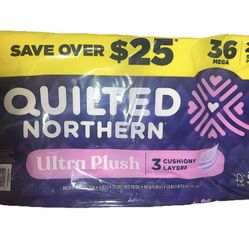 SAVE OVER $25*
36
MEGA
QUILTED
NORTHERN
Ultra Plush
3 CUSHIONY
LAYERS